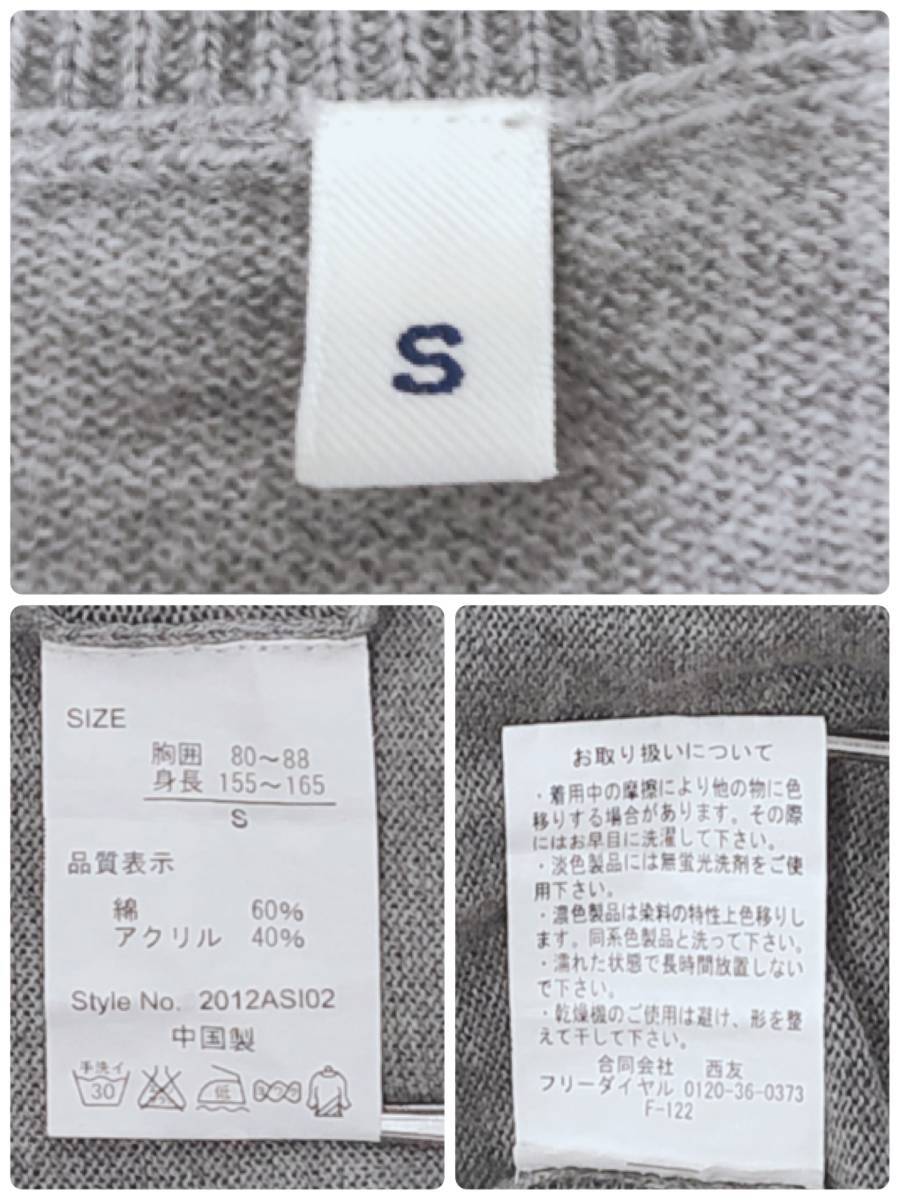 S
SIZE
胸囲 80～88
身長 155～165
S
品質表示
綿 60%
アクリル 40%
Style No. 2012ASI02
中国製
手洗イ
30
低
お取り扱いについて
・着用中の摩擦により他の物に色
移りする場合があります。その際
にはお早目に洗濯して下さい。
・淡色製品には無蛍光洗剤をご使
用下さい。
・濃色製品は染料の特性上色移りし
ます。同系色製品と洗って下さい。
・濡れた状態で長時間放置しない
で下さい。
・乾燥機のご使用は避け、形を整
えて干して下さい。
合同会社 西友
フリーダイヤル 0120-36-0373
F-122